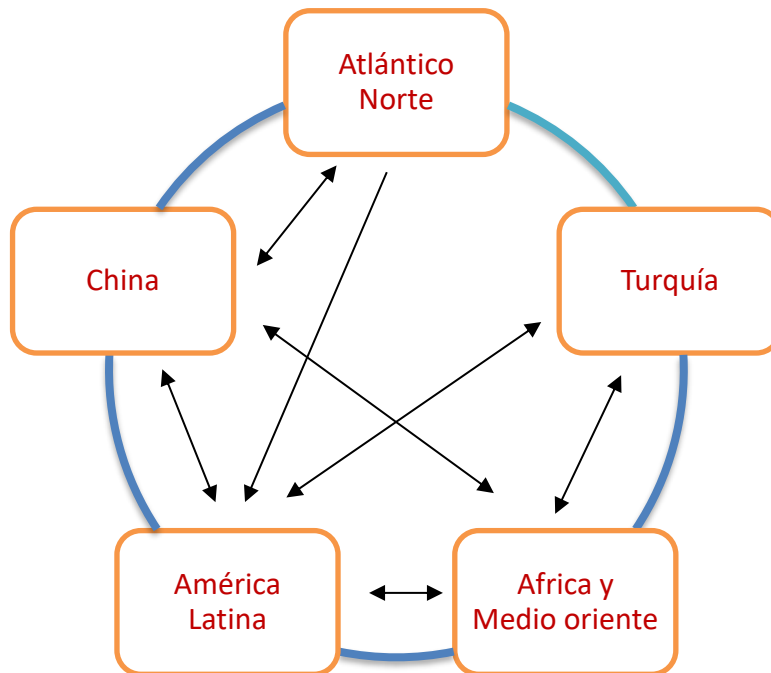 Atlántico
Norte
China
Turquía
América
Latina
Africa y
Medio oriente